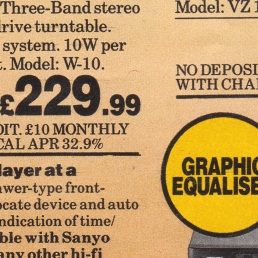 Three-Band stereo
drive turntable.
system. 10W per
Model: W-10.
£229.99
DIT. £10 MONTHLY
CAL APR 32.9%
layer at a
awer-type front-
ocate device and auto
ndication of time/
ble with Sanyo
any other hi-fi
Model: VZ 1
NO DEPOSI
WITH CHA
GRAPHIC
EQUALISE